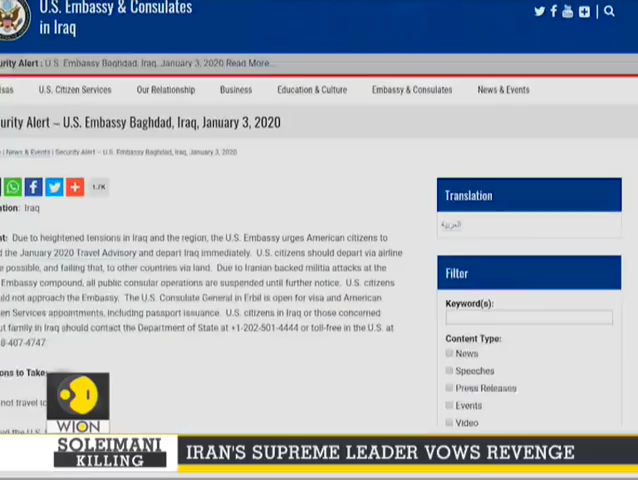 U.S. Embassy & Consulates
in Iraq
urity Alert : U.S. Embassy Baghdad, Iraq, January 3, 2020 Read More...
isas U.S. Citizen Services Our Relationship Business Education & Culture Embassy & Consulates News & Events
urity Alert – U.S. Embassy Baghdad, Iraq, January 3, 2020
| News & Events | Security Alert – U.S. Embassy Baghdad, Iraq, January 3, 2020
1.7K
tion: Iraq
nt: Due to heightened tensions in Iraq and the region, the U.S. Embassy urges American citizens to
d the January 2020 Travel Advisory and depart Iraq immediately. U.S. citizens should depart via airline
e possible, and failing that, to other countries via land. Due to Iranian backed militia attacks at the
Embassy compound, all public consular operations are suspended until further notice. U.S. citizens
uld not approach the Embassy. The U.S. Consulate General in Erbil is open for visa and American
en Services appointments, including passport issuance. U.S. citizens in Iraq or those concerned
ut family in Iraq should contact the Department of State at +1-202-501-4444 or toll-free in the U.S. at
8-407-4747
ons to Take
not travel to
Translation
العربية
Filter
Keyword(s):
Content Type:
News
Speeches
Press Releases
Events
Video
WION
SOLEIMANI
KILLING
IRAN'S SUPREME LEADER VOWS REVENGE